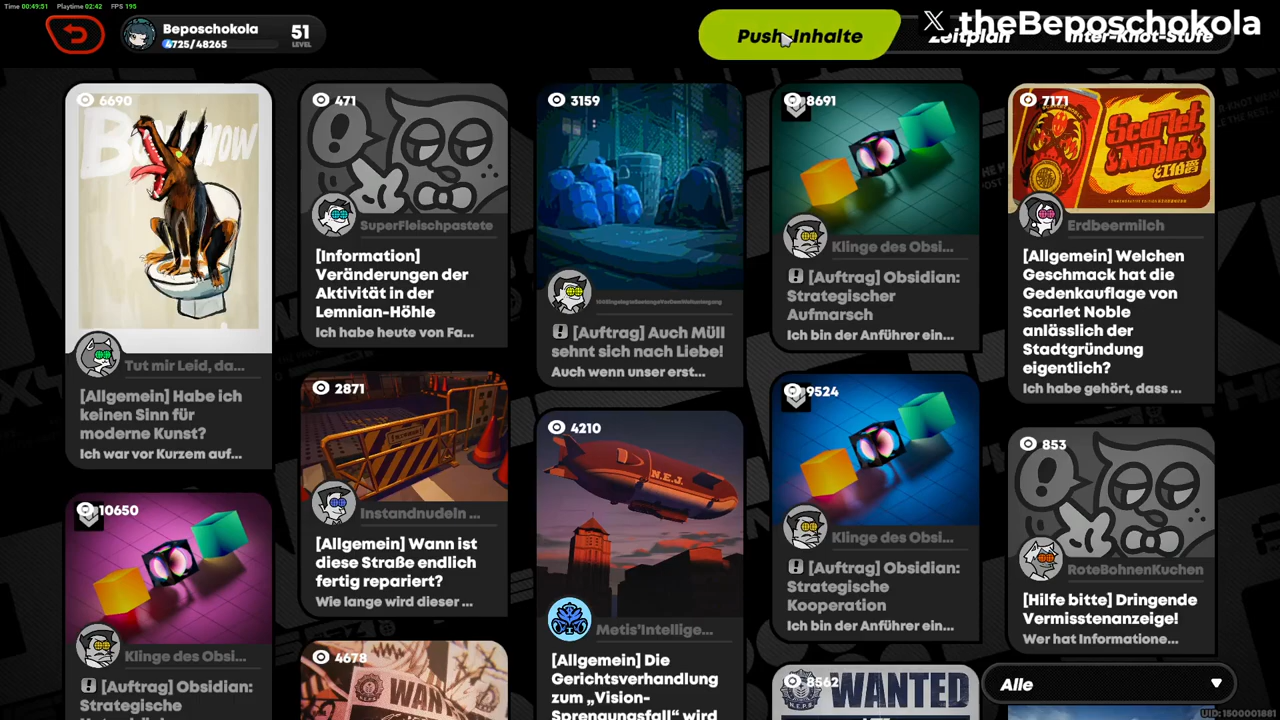 Time 00:49:51 Playtime 02:42 FPS 195
Beposchokola
4725/48265
51
LEVEL
Push-Inhalte
Zeitplan
Inter-Knot-Stufe
theBeposchokola
6690
Tut mir Leid, da...
[Allgemein] Habe ich
keinen Sinn für
moderne Kunst?
Ich war vor Kurzem auf...
10650
Klinge des Obsi...
[Auftrag] Obsidian:
471
SuperFleischpastete
[Information]
Veränderungen der
Aktivität in der
Lemnian-Höhle
Ich habe heute von Fa...
2871
Instandnudeln ...
[Allgemein] Wann ist
diese Straße endlich
fertig repariert?
Wie lange wird dieser ...
4678
WAN
3159
[Auftrag] Auch Müll
sehnt sich nach Liebe!
Auch wenn unser erst...
4210
N.E.J.
Metis'Intellige...
[Allgemein] Die
Gerichtsverhandlung
zum „Vision-
Sprengungsfall“ wird
8691
Klinge des Obsi...
[Auftrag] Obsidian:
Strategischer
Aufmarsch
Ich bin der Anführer ein...
9524
Klinge des Obsi...
[Auftrag] Obsidian:
Strategische
Kooperation
Ich bin der Anführer ein...
8562
WANTED
7171
Scarlet
Noble
Erdbeermilch
[Allgemein] Welchen
Geschmack hat die
Gedenkauflage von
Scarlet Noble
anlässlich der
Stadtgründung
eigentlich?
Ich habe gehört, dass ...
853
RoteBohnenKuchen
[Hilfe bitte] Dringende
Vermisstenanzeige!
Wer hat Informatione...
Alle
UID: 1500001881